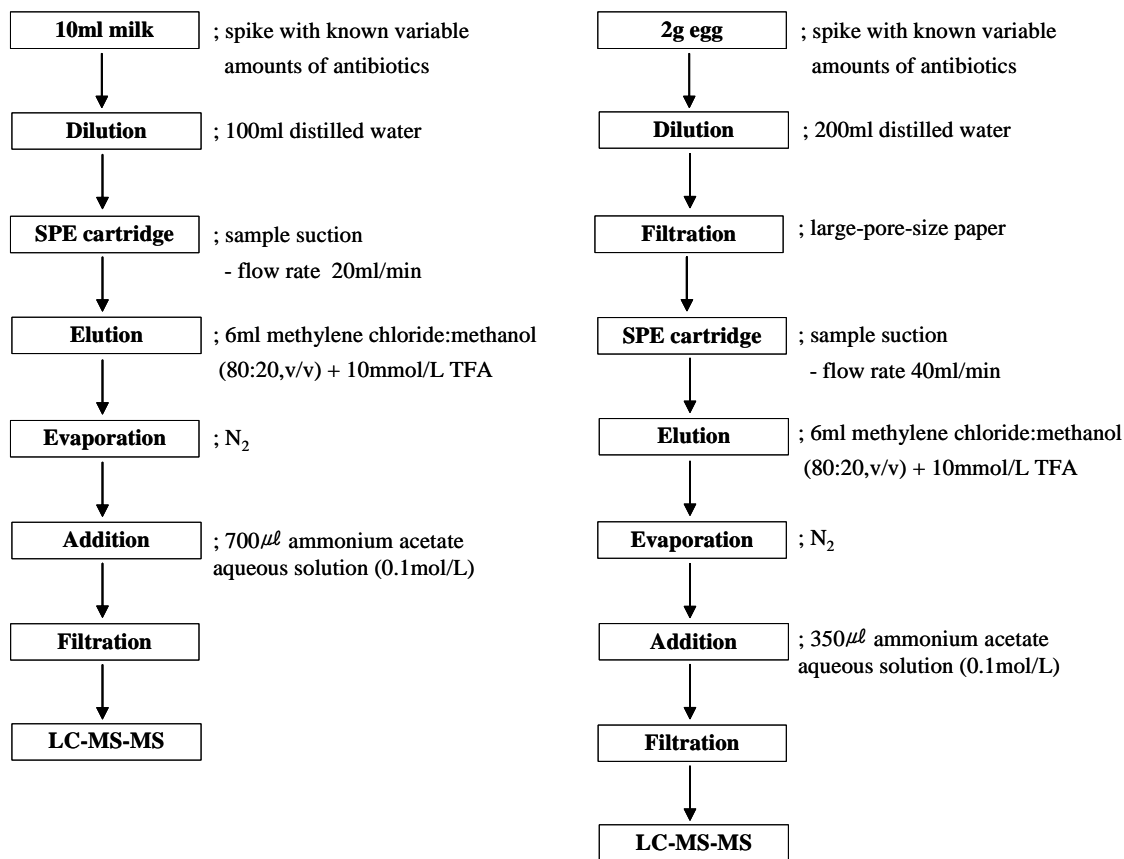 10ml milk
; spike with known variable
amounts of antibiotics
Dilution
; 100ml distilled water
SPE cartridge
; sample suction
- flow rate 20ml/min
Elution
; 6ml methylene chloride:methanol
(80:20,v/v) + 10mmol/L TFA
Evaporation
; N₂
Addition
; 700㎕ ammonium acetate
aqueous solution (0.1mol/L)
Filtration
LC-MS-MS
2g egg
; spike with known variable
amounts of antibiotics
Dilution
; 200ml distilled water
Filtration
; large-pore-size paper
SPE cartridge
; sample suction
- flow rate 40ml/min
Elution
; 6ml methylene chloride:methanol
(80:20,v/v) + 10mmol/L TFA
Evaporation
; N₂
Addition
; 350㎕ ammonium acetate
aqueous solution (0.1mol/L)
Filtration
LC-MS-MS